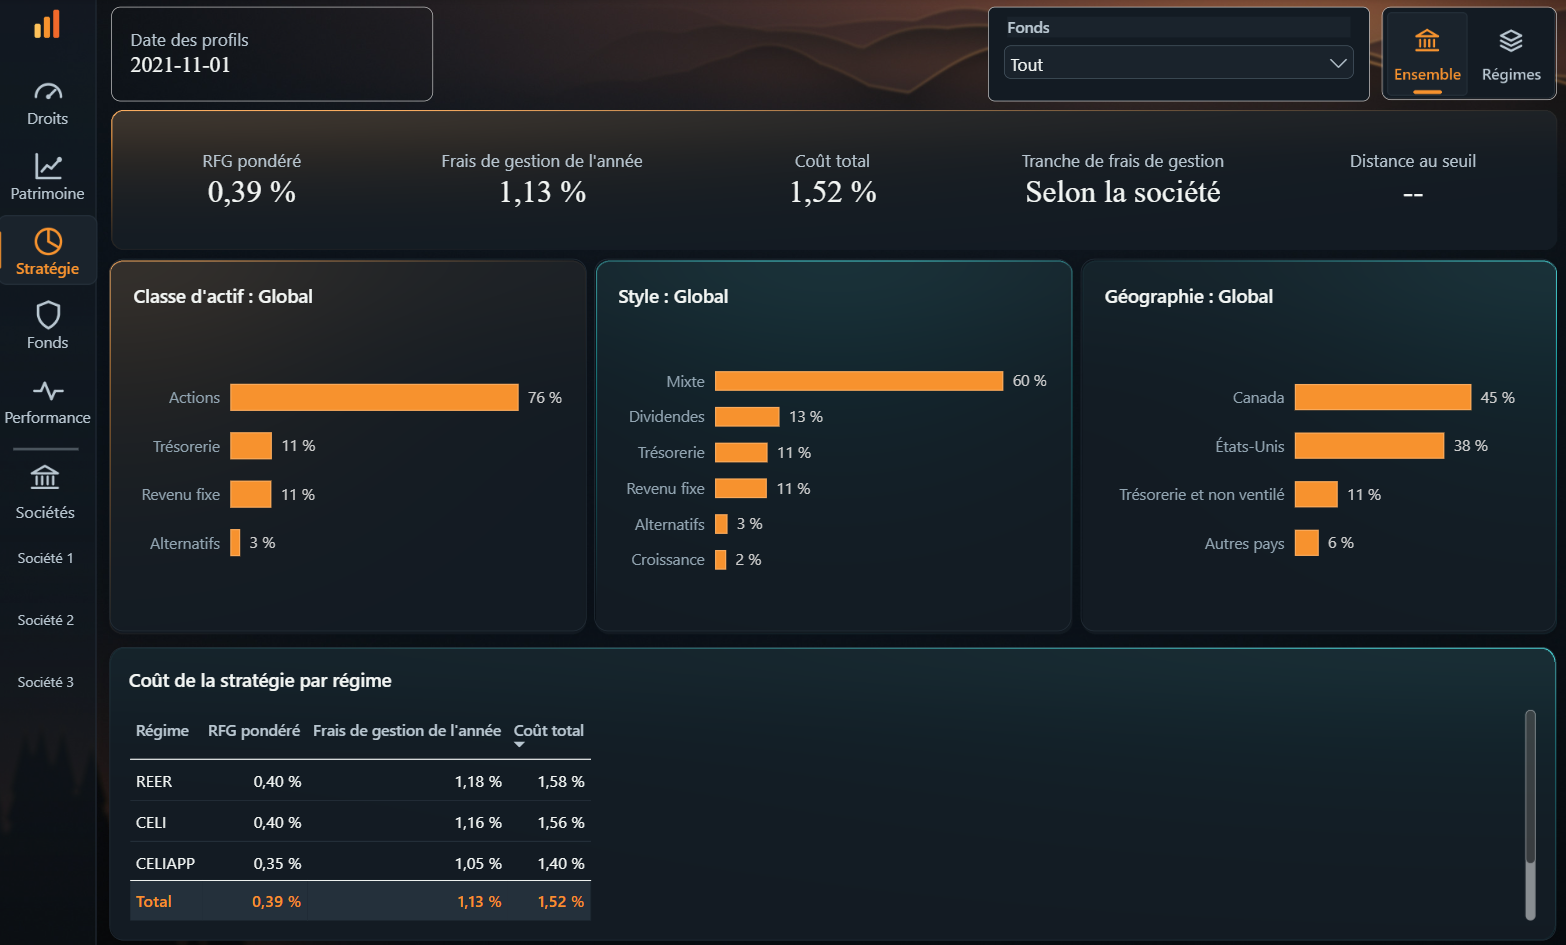 Date des profils
2021-11-01
Fonds
Tout
Ensemble
Régimes
Droits
Patrimoine
Stratégie
Fonds
Performance
Sociétés
Société 1
Société 2
Société 3
RFG pondéré
0,39 %
Frais de gestion de l'année
1,13 %
Coût total
1,52 %
Tranche de frais de gestion
Selon la société
Distance au seuil
--
Classe d'actif : Global
Actions 76 %
Trésorerie 11 %
Revenu fixe 11 %
Alternatifs 3 %
Style : Global
Mixte 60 %
Dividendes 13 %
Trésorerie 11 %
Revenu fixe 11 %
Alternatifs 3 %
Croissance 2 %
Géographie : Global
Canada 45 %
États-Unis 38 %
Trésorerie et non ventilé 11 %
Autres pays 6 %
Coût de la stratégie par régime
Régime RFG pondéré Frais de gestion de l'année Coût total
REER 0,40 % 1,18 % 1,58 %
CELI 0,40 % 1,16 % 1,56 %
CELIAPP 0,35 % 1,05 % 1,40 %
Total 0,39 % 1,13 % 1,52 %